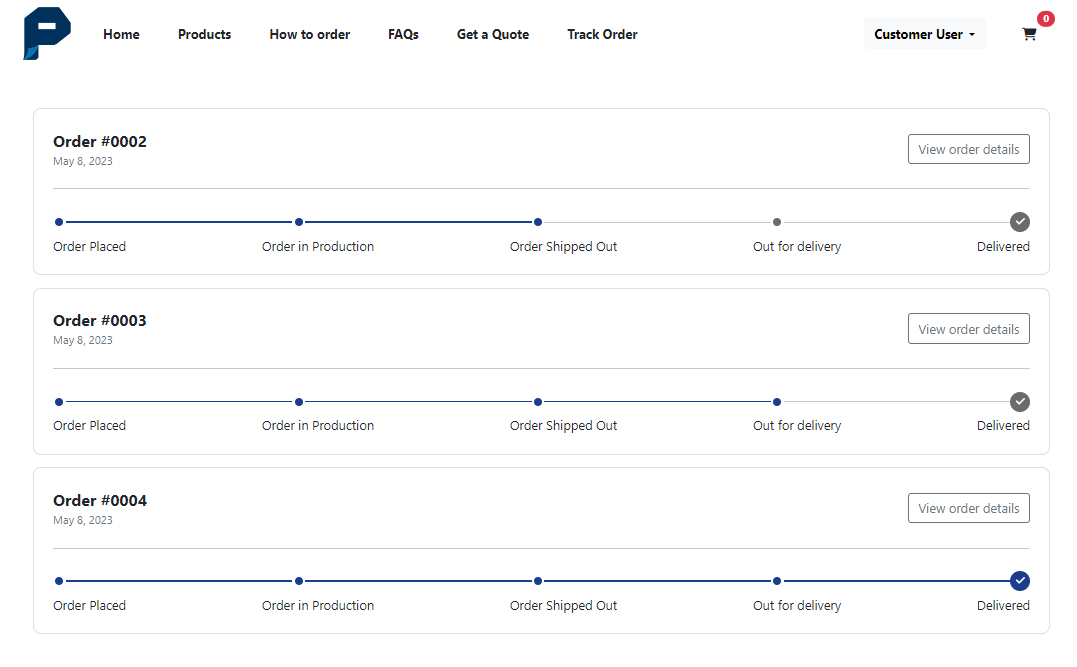 Home Products How to order FAQs Get a Quote Track Order Customer User 0
Order #0002 View order details
May 8, 2023
Order Placed Order in Production Order Shipped Out Out for delivery Delivered
Order #0003 View order details
May 8, 2023
Order Placed Order in Production Order Shipped Out Out for delivery Delivered
Order #0004 View order details
May 8, 2023
Order Placed Order in Production Order Shipped Out Out for delivery Delivered